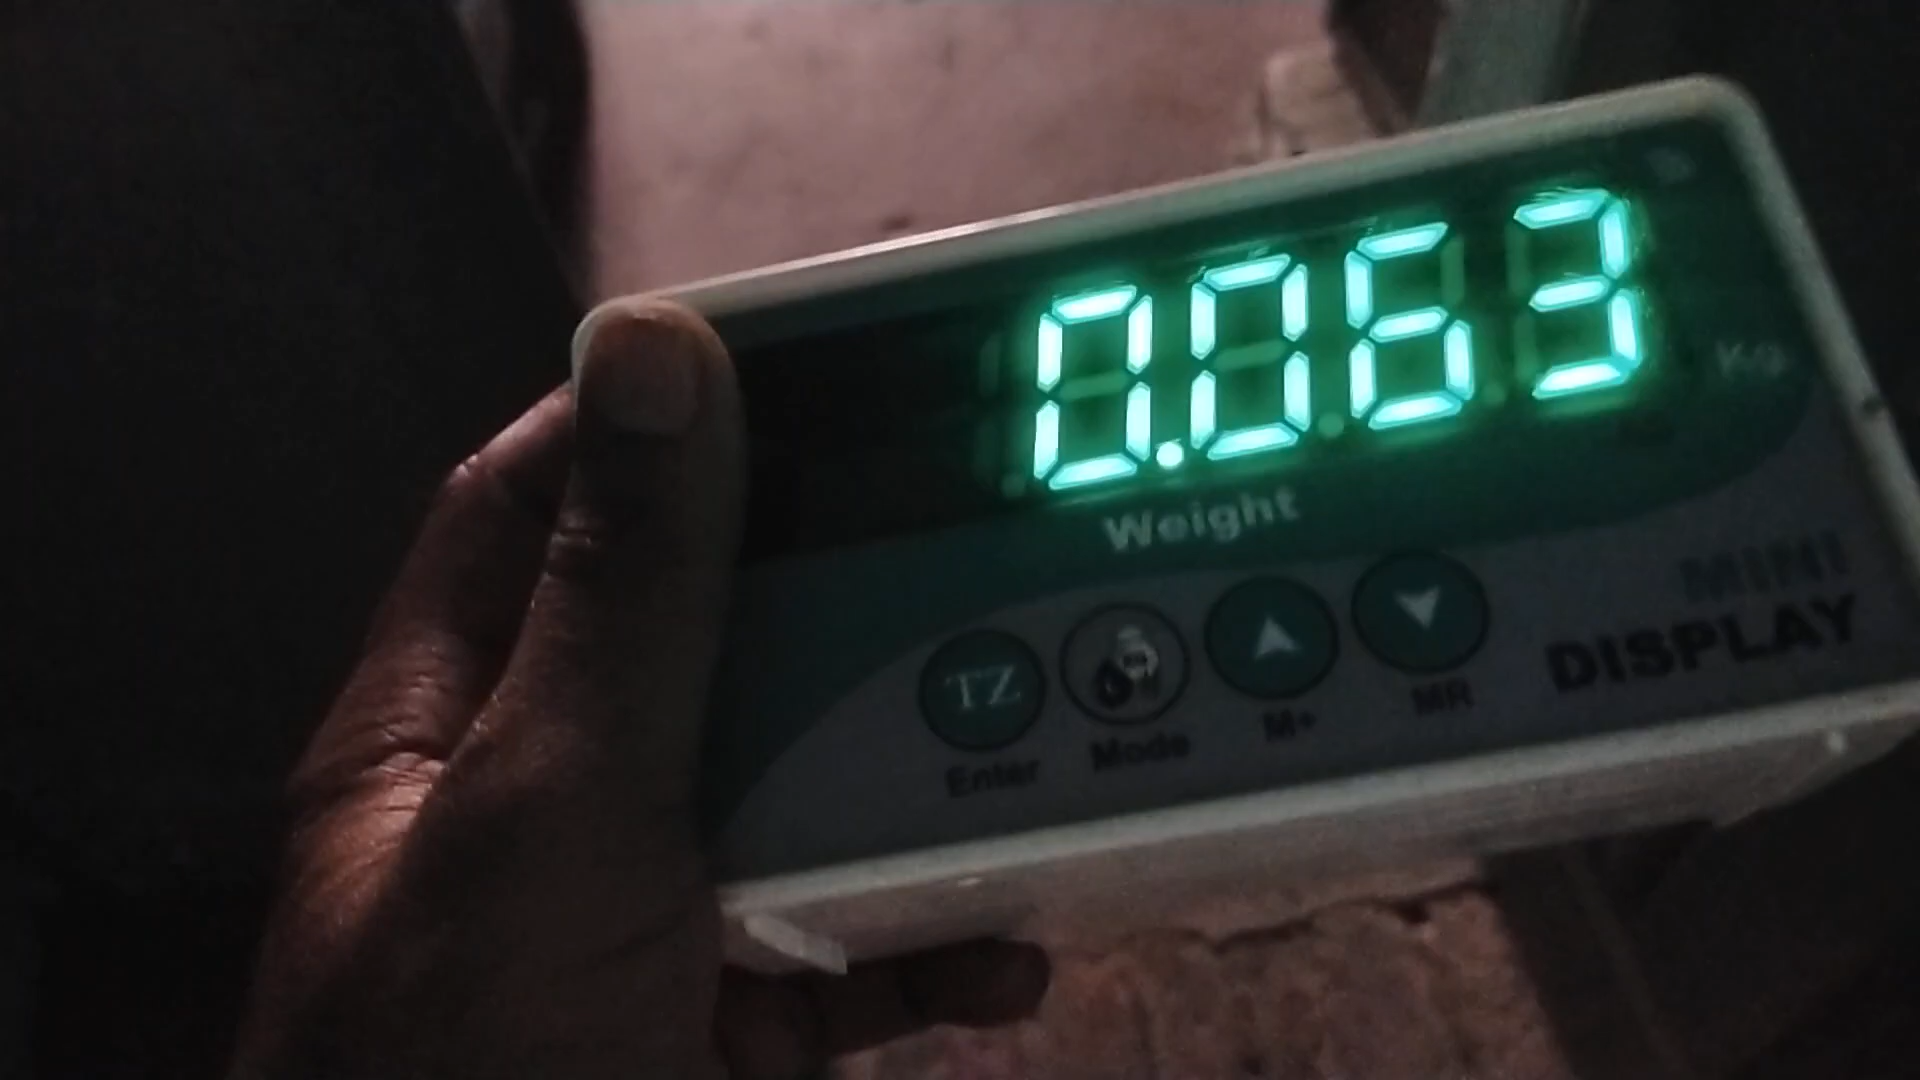 0.063
Kg
Weight
MINI
DISPLAY
TZ
Enter
Mode
M+
MR